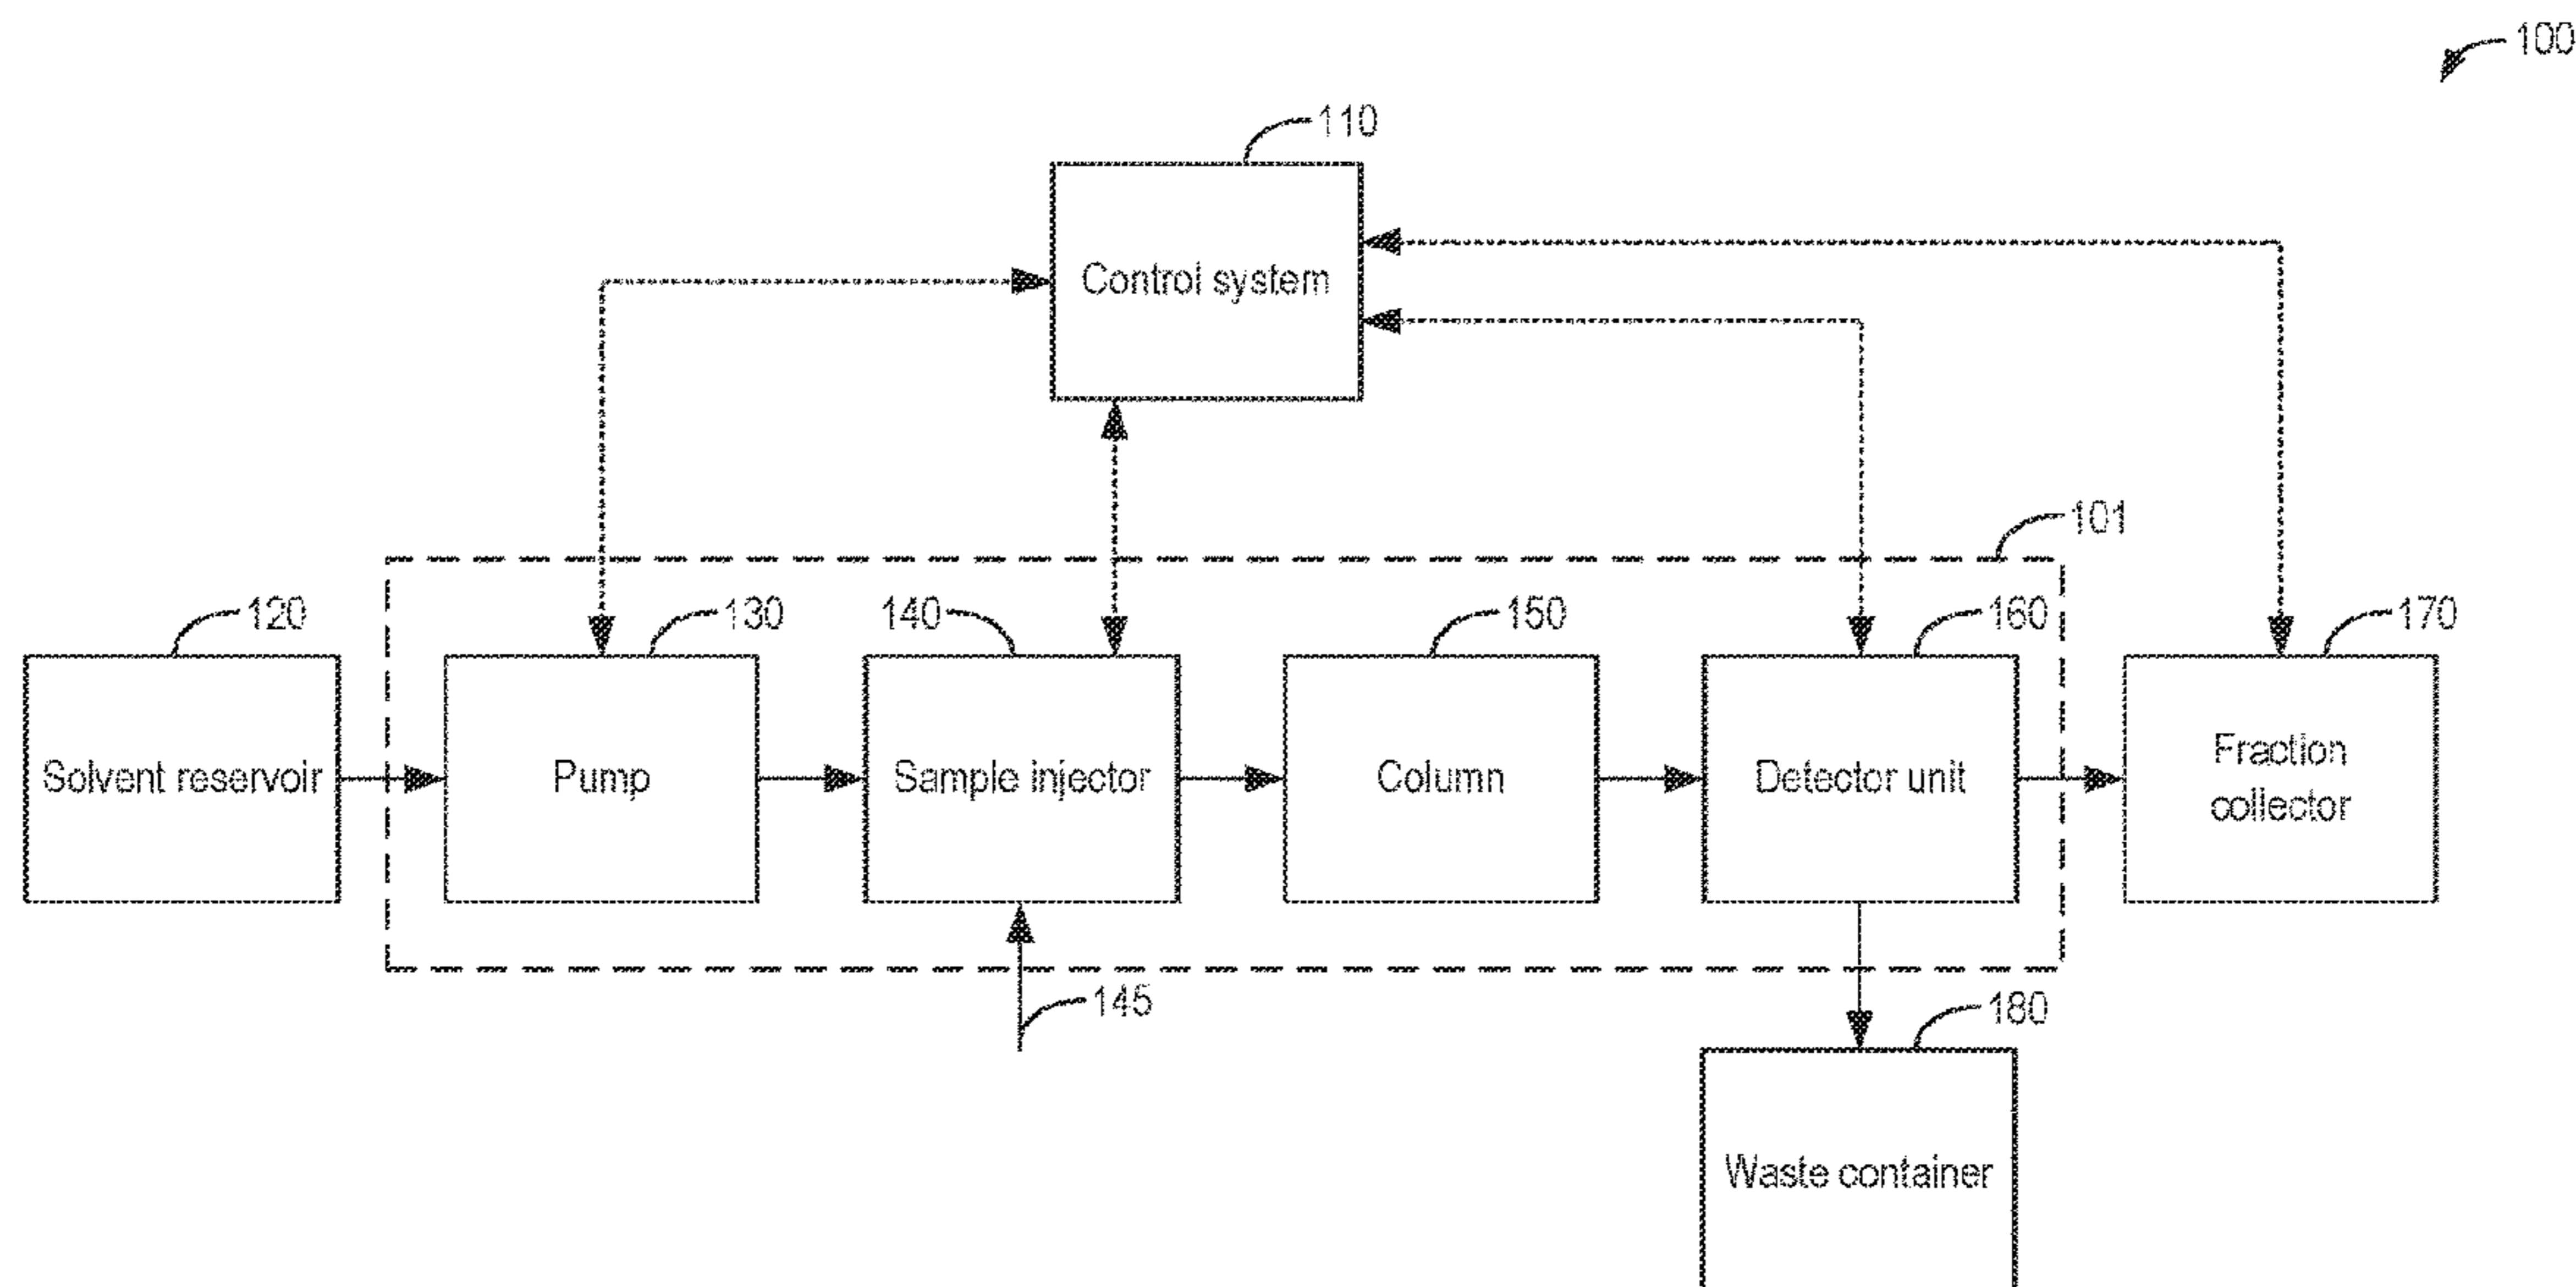 100
110
Control system
101
120
130
140
150
160
170
Solvent reservoir
Pump
Sample injector
Column
Detector unit
Fraction
collector
145
180
Waste container